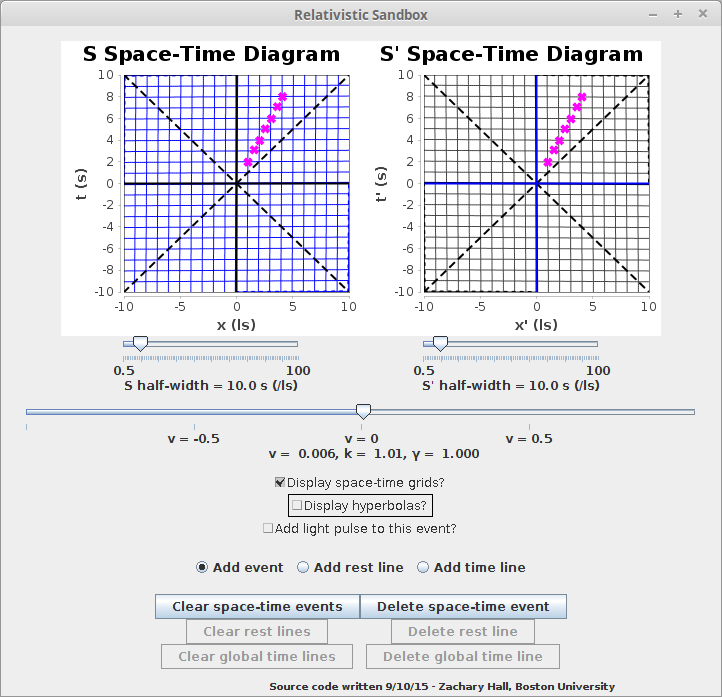 Relativistic Sandbox
S Space-Time Diagram S' Space-Time Diagram
10 8 6 4 2 0 -2 -4 -6 -8 -10
t (s)
-10 -5 0 5 10
x (ls)
10 8 6 4 2 0 -2 -4 -6 -8 -10
t' (s)
-10 -5 0 5 10
x' (ls)
0.5 100 0.5 100
S half-width = 10.0 s (/ls) S' half-width = 10.0 s (/ls)
v = -0.5 v = 0 v = 0.5
v = 0.006, k = 1.01, γ = 1.000
Display space-time grids?
Display hyperbolas?
Add light pulse to this event?
Add event Add rest line Add time line
Clear space-time events Delete space-time event
Clear rest lines Delete rest line
Clear global time lines Delete global time line
Source code written 9/10/15 - Zachary Hall, Boston University